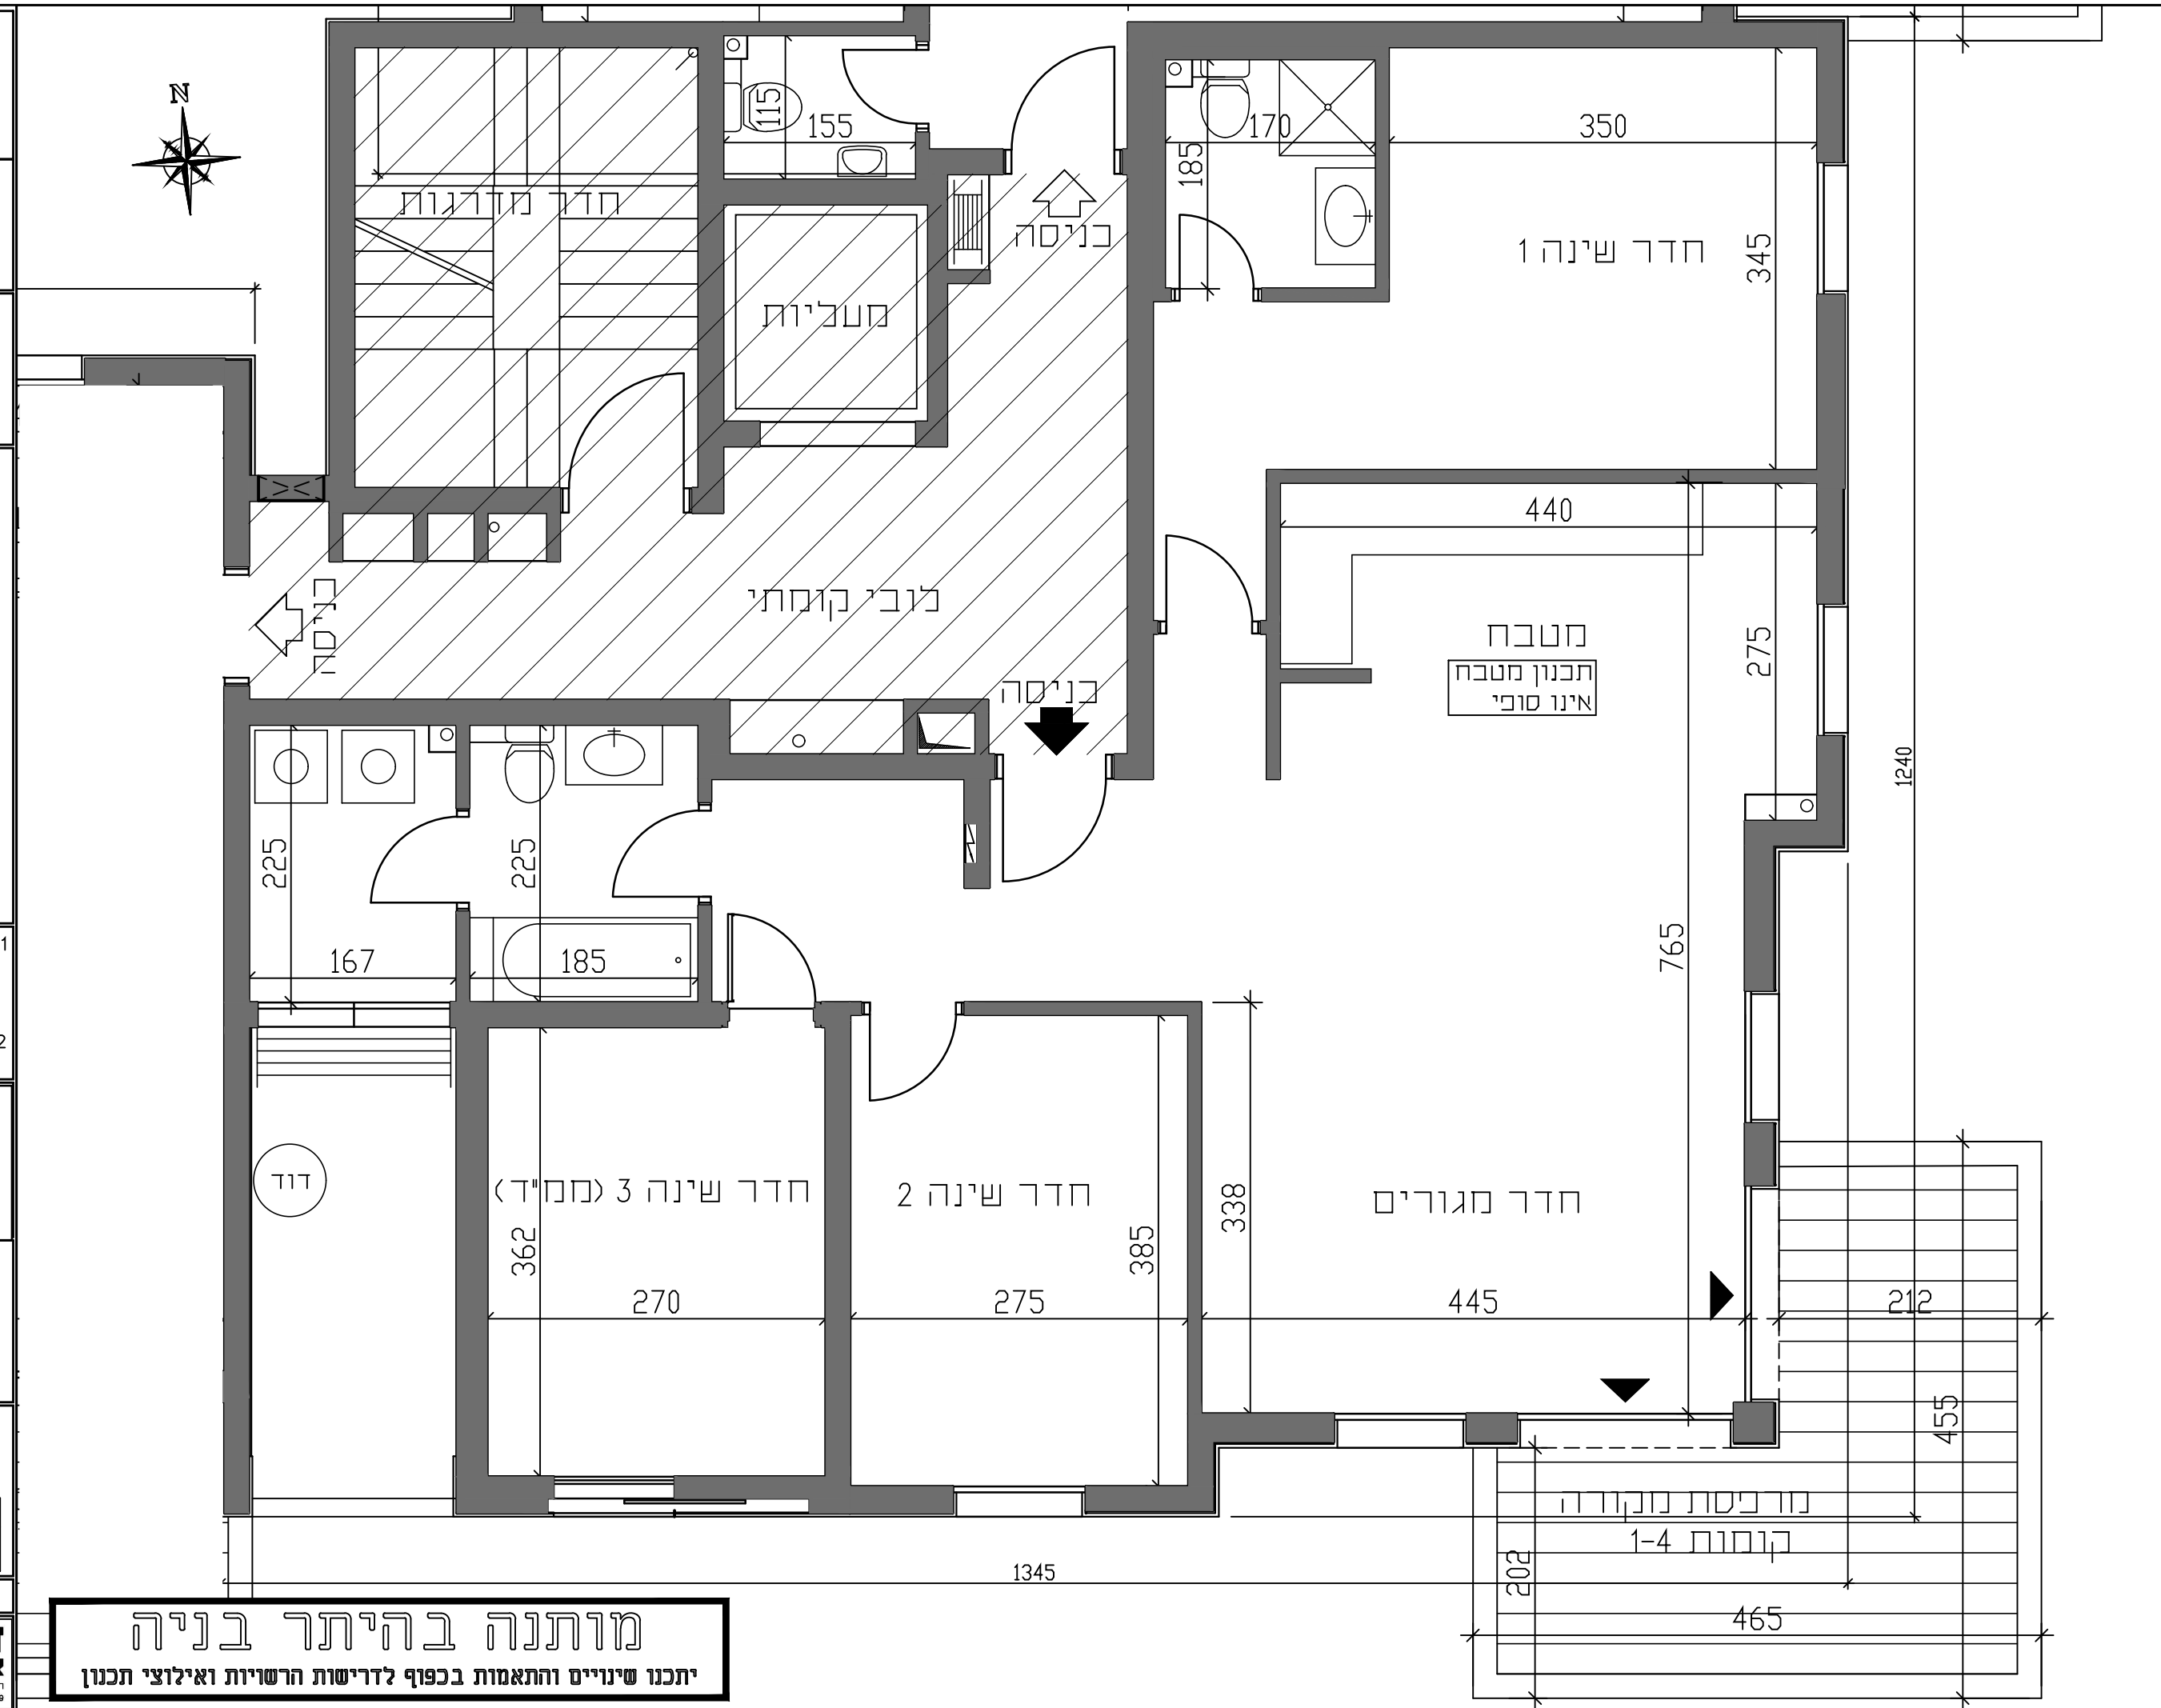 N
115
155
170
185
350
חדר מדרגות
כניסה
חדר שינה 1
345
מעלית
440
לובי קומתי
כניסה
מטבח
תכנון מטבח
אינו סופי
275
כניסה
1240
225
225
765
167
185
דוד
חדר שינה 3 (ממ"ד)
חדר שינה 2
338
חדר מגורים
362
385
270
275
445
212
455
מרפסת מקורה
קומות 1-4
202
1345
465
מותנה בהיתר בניה
יתכנו שינויים והתאמות בכפוף לדרישות הרשויות ואילוצי תכנון
1
2